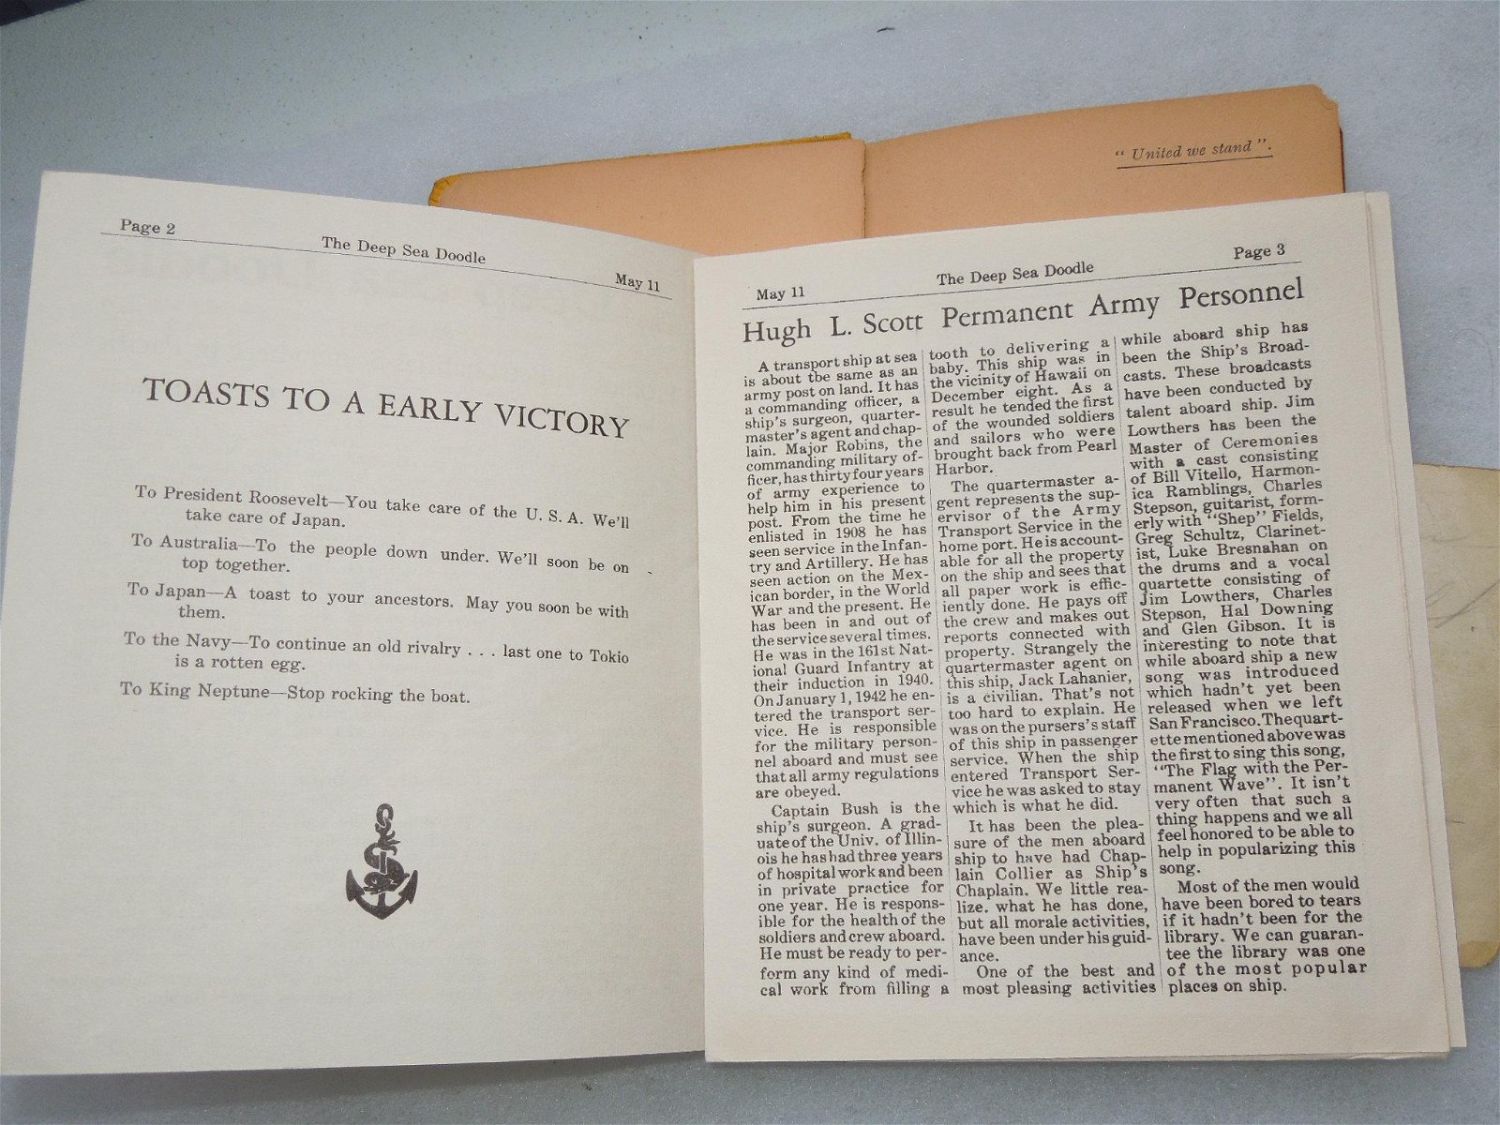 " United we stand ".
Page 2
The Deep Sea Doodle
May 11
TOASTS TO A EARLY VICTORY
To President Roosevelt—You take care of the U. S. A. We'll
take care of Japan.
To Australia—To the people down under. We'll soon be on
top together.
To Japan—A toast to your ancestors. May you soon be with
them.
To the Navy—To continue an old rivalry . . . last one to Tokio
is a rotten egg.
To King Neptune—Stop rocking the boat.
May 11
The Deep Sea Doodle
Page 3
Hugh L. Scott Permanent Army Personnel
A transport ship at sea
is about the same as an
army post on land. It has
a commanding officer, a
ship's surgeon, quarter-
master's agent and chap-
lain. Major Robins, the
commanding military of-
ficer, has thirty four years
of army experience to
help him in his present
post. From the time he
enlisted in 1908 he has
seen service in the Infan-
try and Artillery. He has
seen action on the Mex-
ican border, in the World
War and the present. He
has been in and out of
the service several times.
He was in the 161st Nat-
ional Guard Infantry at
their induction in 1940.
On January 1, 1942 he en-
tered the transport ser-
vice. He is responsible
for the military person-
nel aboard and must see
that all army regulations
are obeyed.
Captain Bush is the
ship's surgeon. A grad-
uate of the Univ. of Illin-
ois he has had three years
of hospital work and been
in private practice for
one year. He is respons-
ible for the health of the
soldiers and crew aboard.
He must be ready to per-
form any kind of medi-
cal work from filling a
tooth to delivering a
baby. This ship was in
the vicinity of Hawaii on
December eight. As a
result he tended the first
of the wounded soldiers
and sailors who were
brought back from Pearl
Harbor.
The quartermaster a-
gent represents the sup-
ervisor of the Army
Transport Service in the
home port. He is account-
able for all the property
on the ship and sees that
all paper work is effic-
iently done. He pays off
the crew and makes out
reports connected with
property. Strangely the
quartermaster agent on
this ship, Jack Lahanier,
is a civilian. That's not
too hard to explain. He
was on the pursers's staff
of this ship in passenger
service. When the ship
entered Transport Ser-
vice he was asked to stay
which is what he did.
It has been the plea-
sure of the men aboard
ship to have had Chap-
lain Collier as Ship's
Chaplain. We little rea-
lize. what he has done,
but all morale activities,
have been under his guid-
ance.
One of the best and
most pleasing activities
while aboard ship has
been the Ship's Broad-
casts. These broadcasts
have been conducted by
talent aboard ship. Jim
Lowthers has been the
Master of Ceremonies
with a cast consisting
of Bill Vitello, Harmon-
ica Ramblings, Charles
Stepson, guitarist, form-
erly with "Shep" Fields,
Greg Schultz, Clarinet-
ist, Luke Bresnahan on
the drums and a vocal
quartette consisting of
Jim Lowthers, Charles
Stepson, Hal Downing
and Glen Gibson. It is
interesting to note that
while aboard ship a new
song was introduced
which hadn't yet been
released when we left
San Francisco. The quart-
ette mentioned above was
the first to sing this song,
"The Flag with the Per-
manent Wave". It isn't
very often that such a
thing happens and we all
feel honored to be able to
help in popularizing this
song.
Most of the men would
have been bored to tears
if it hadn't been for the
library. We can guaran-
tee the library was one
of the most popular
places on ship.